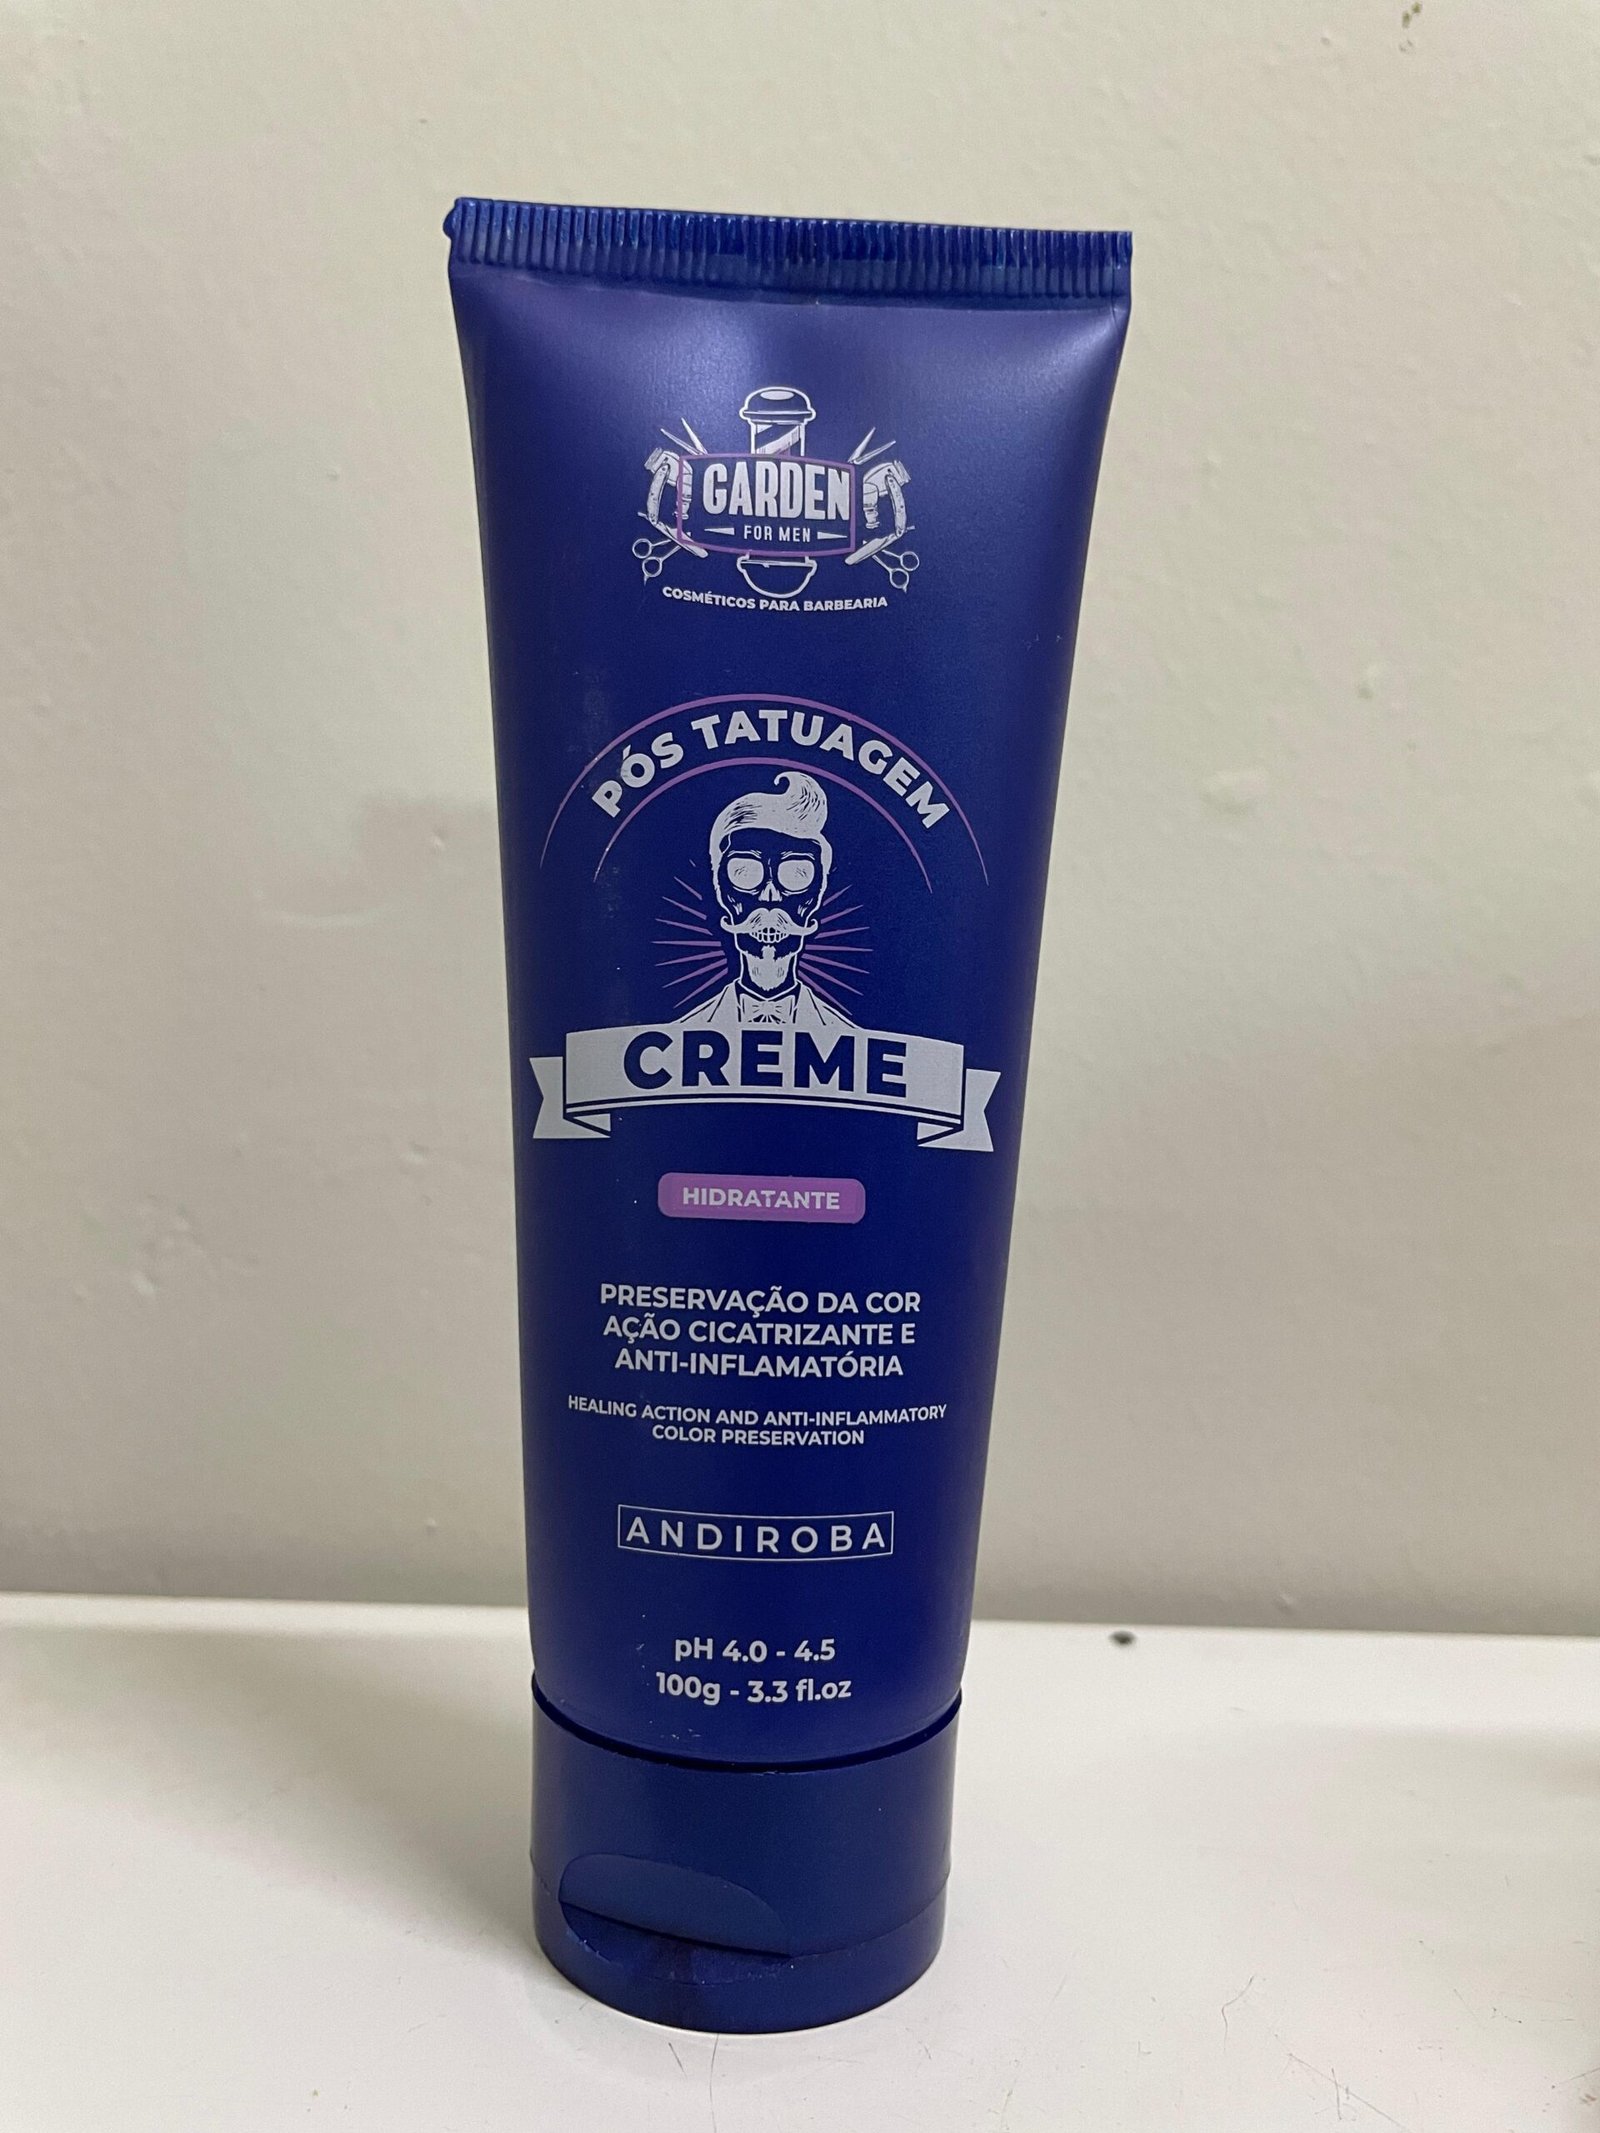 GARDEN
FOR MEN
COSMÉTICOS PARA BARBEARIA
PÓS TATUAGEM
CREME
HIDRATANTE
PRESERVAÇÃO DA COR
AÇÃO CICATRIZANTE E
ANTI-INFLAMATÓRIA
HEALING ACTION AND ANTI-INFLAMMATORY
COLOR PRESERVATION
ANDIROBA
pH 4.0 - 4.5
100g - 3.3 fl.oz